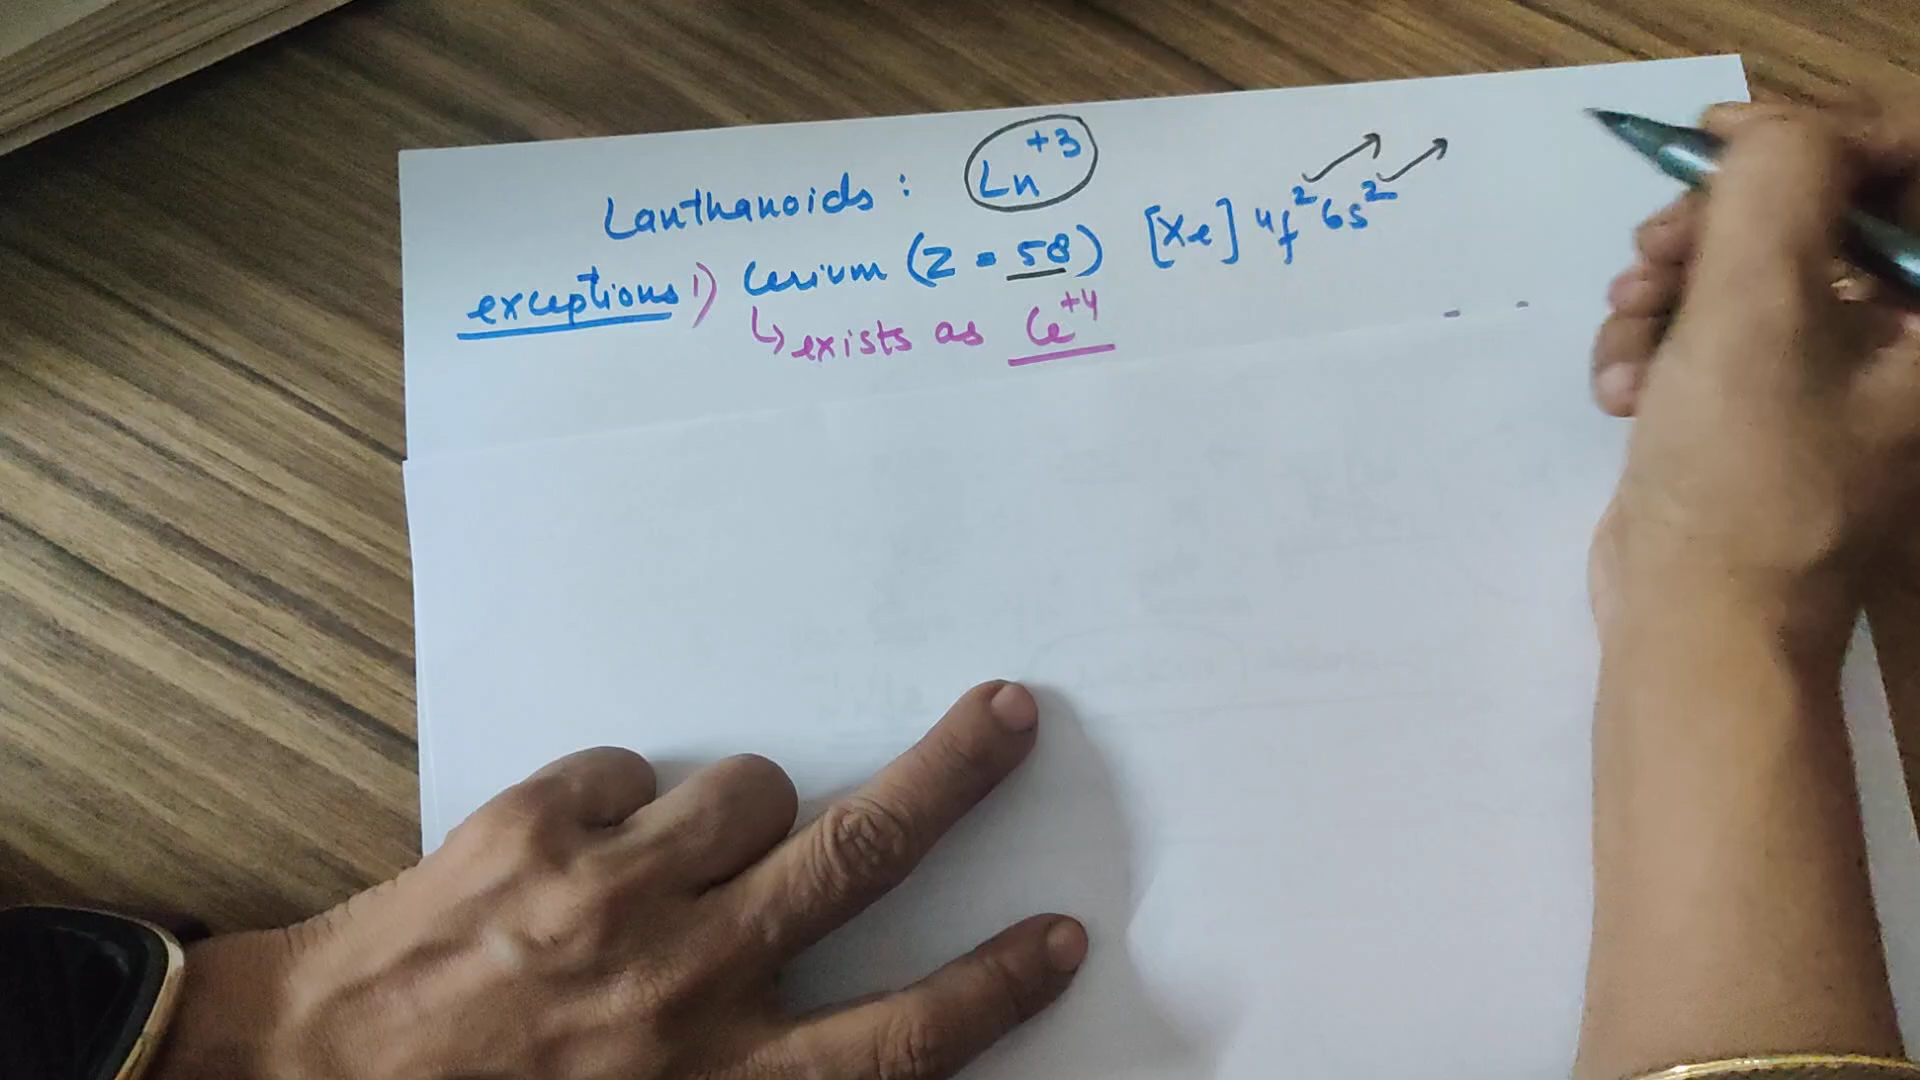 Lanthanoids : Ln+3
exceptions 1) Cerium (Z = 58) [Xe] 4f² 6s²
↳ exists as Ce+4